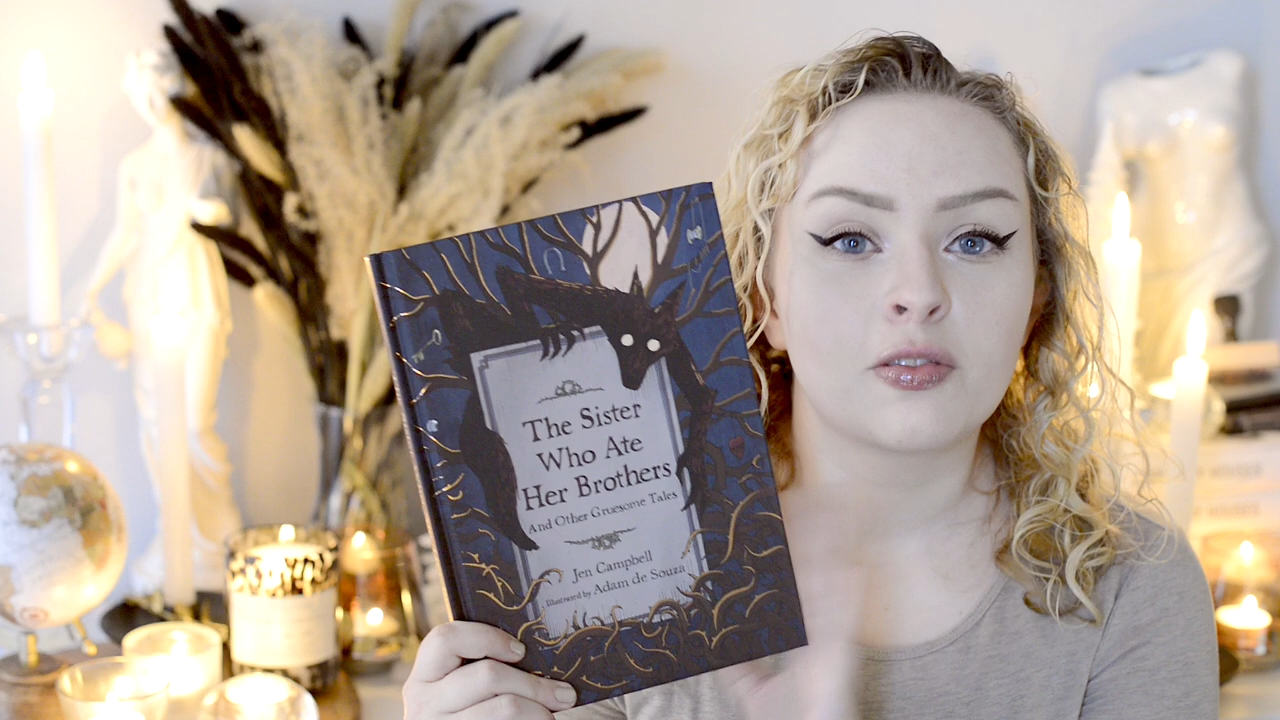 The Sister
Who Ate
Her Brothers
And Other Gruesome Tales
Jen Campbell
Illustrated by Adam de Souza